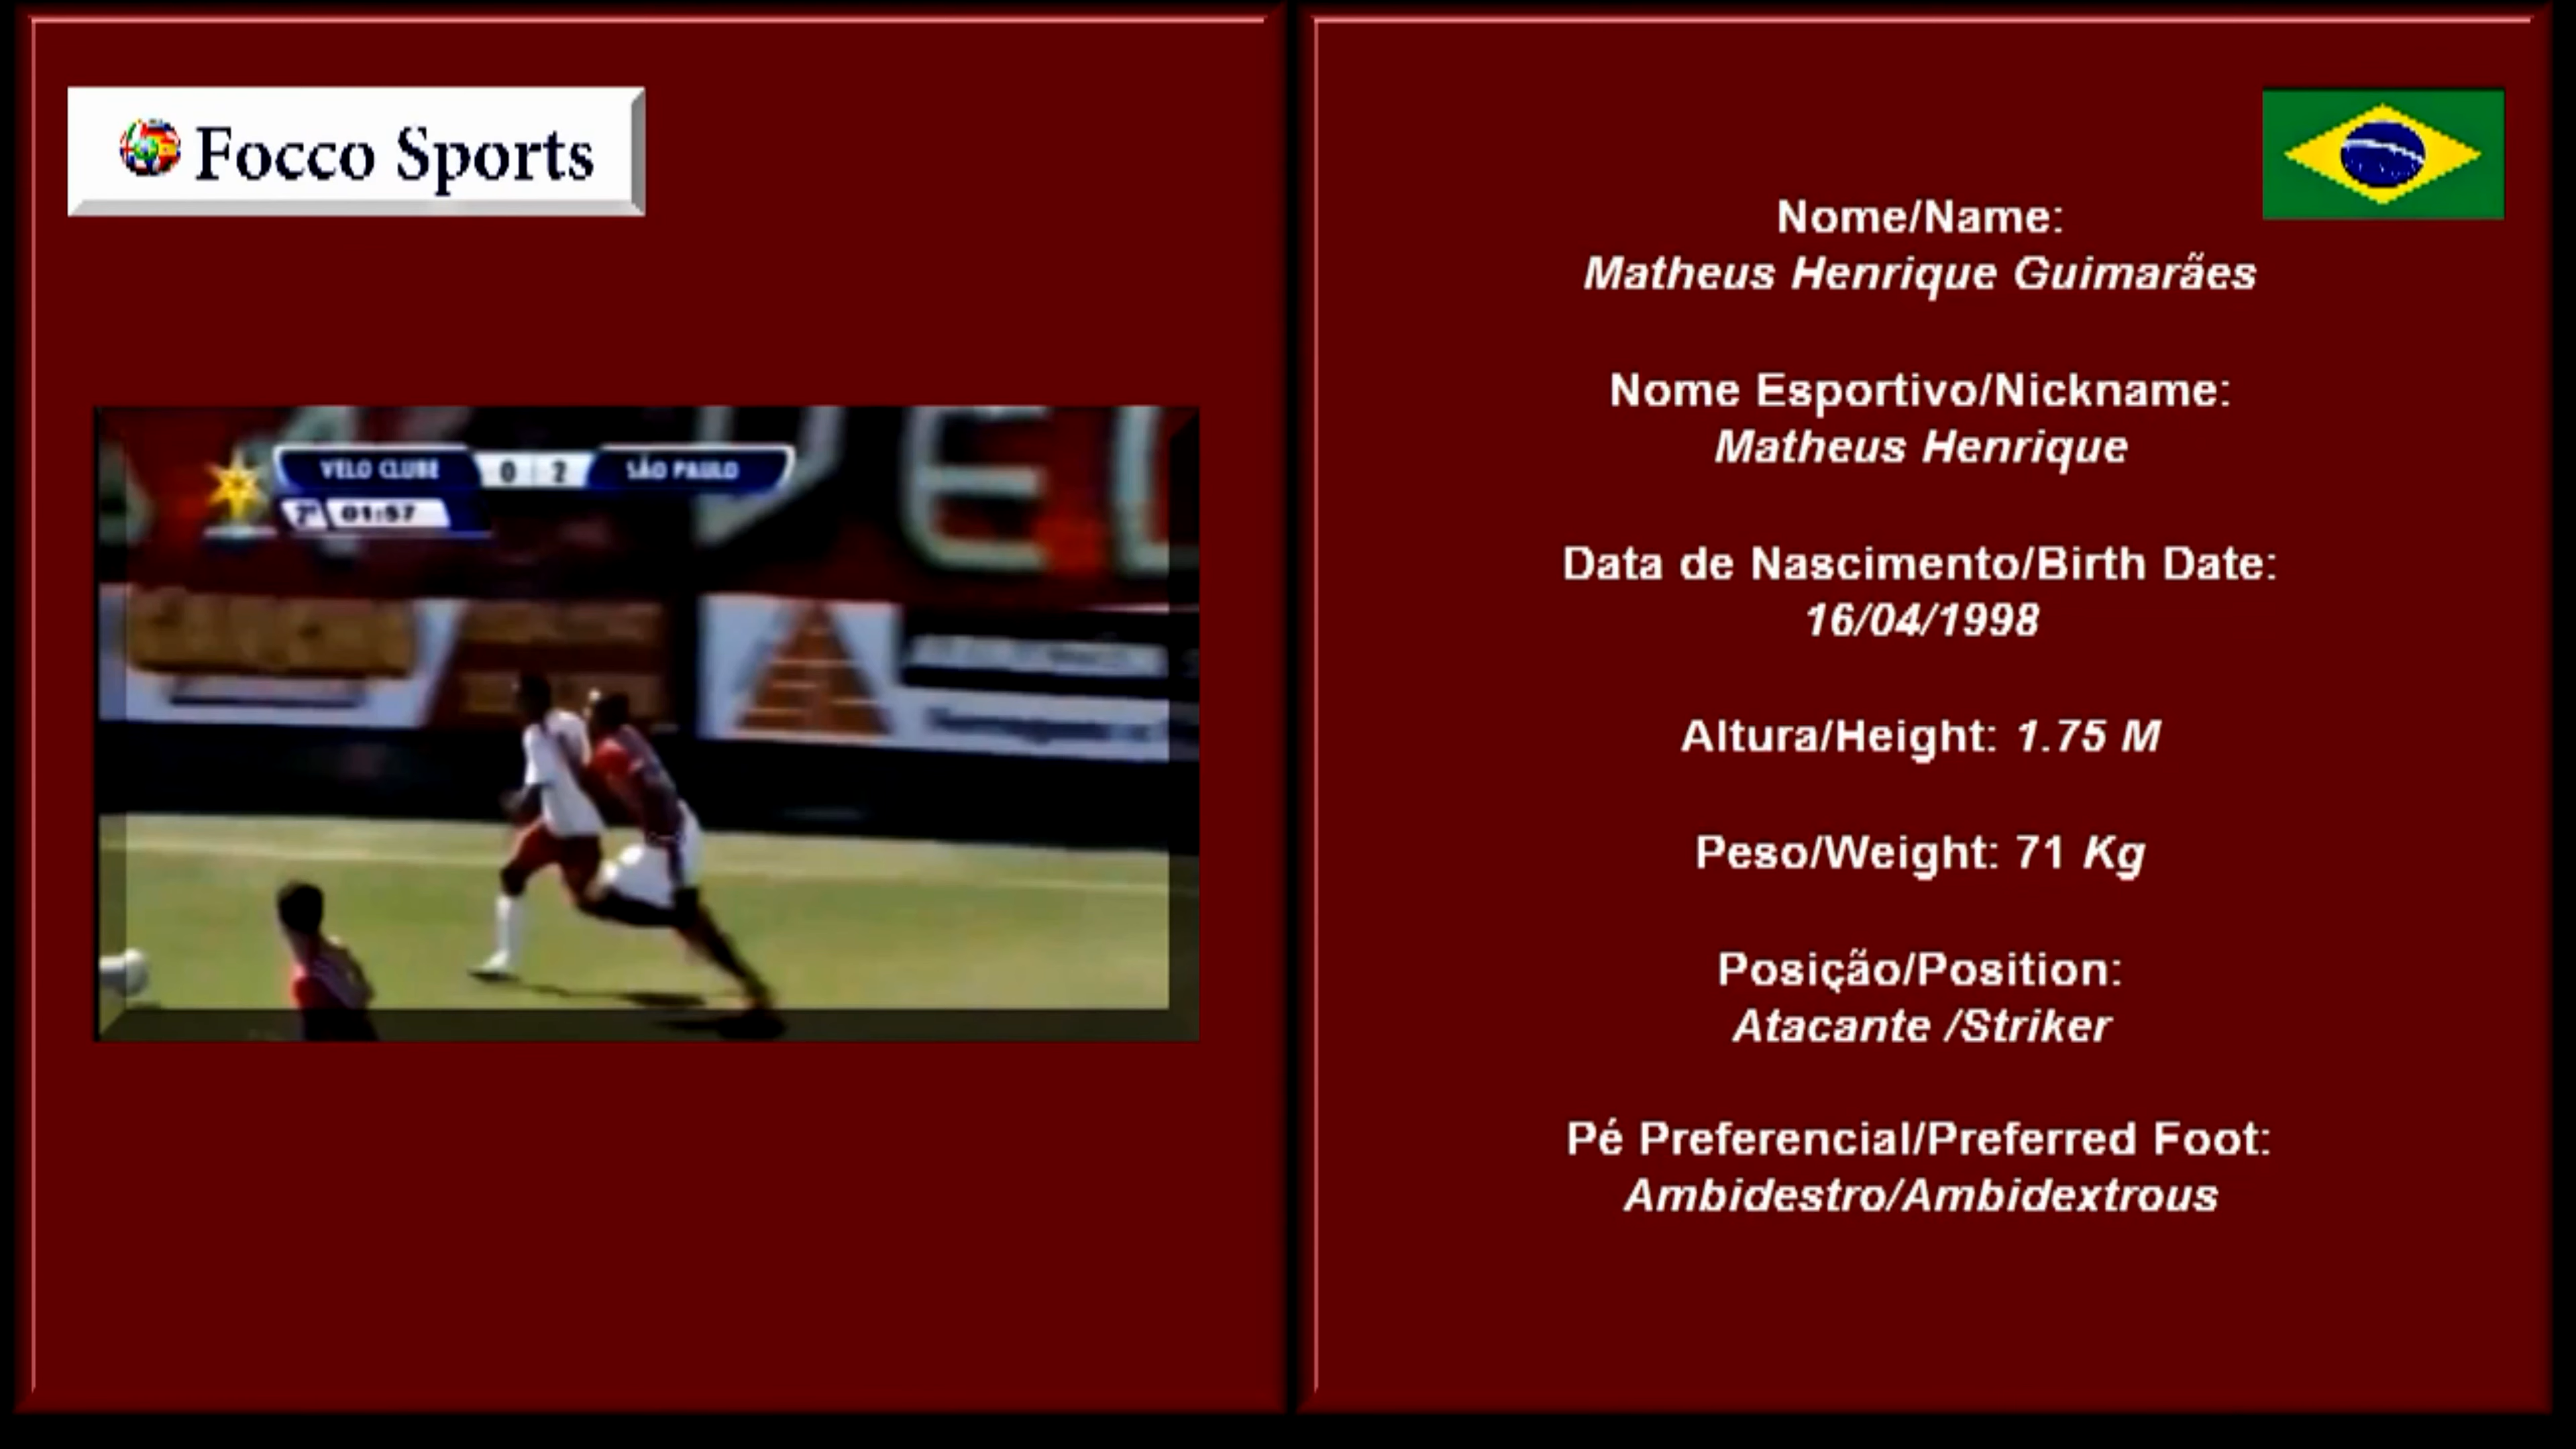 Focco Sports
VELO CLUBE 0 2 SÃO PAULO
01:57
Nome/Name:
Matheus Henrique Guimarães
Nome Esportivo/Nickname:
Matheus Henrique
Data de Nascimento/Birth Date:
16/04/1998
Altura/Height: 1.75 M
Peso/Weight: 71 Kg
Posição/Position:
Atacante /Striker
Pé Preferencial/Preferred Foot:
Ambidestro/Ambidextrous